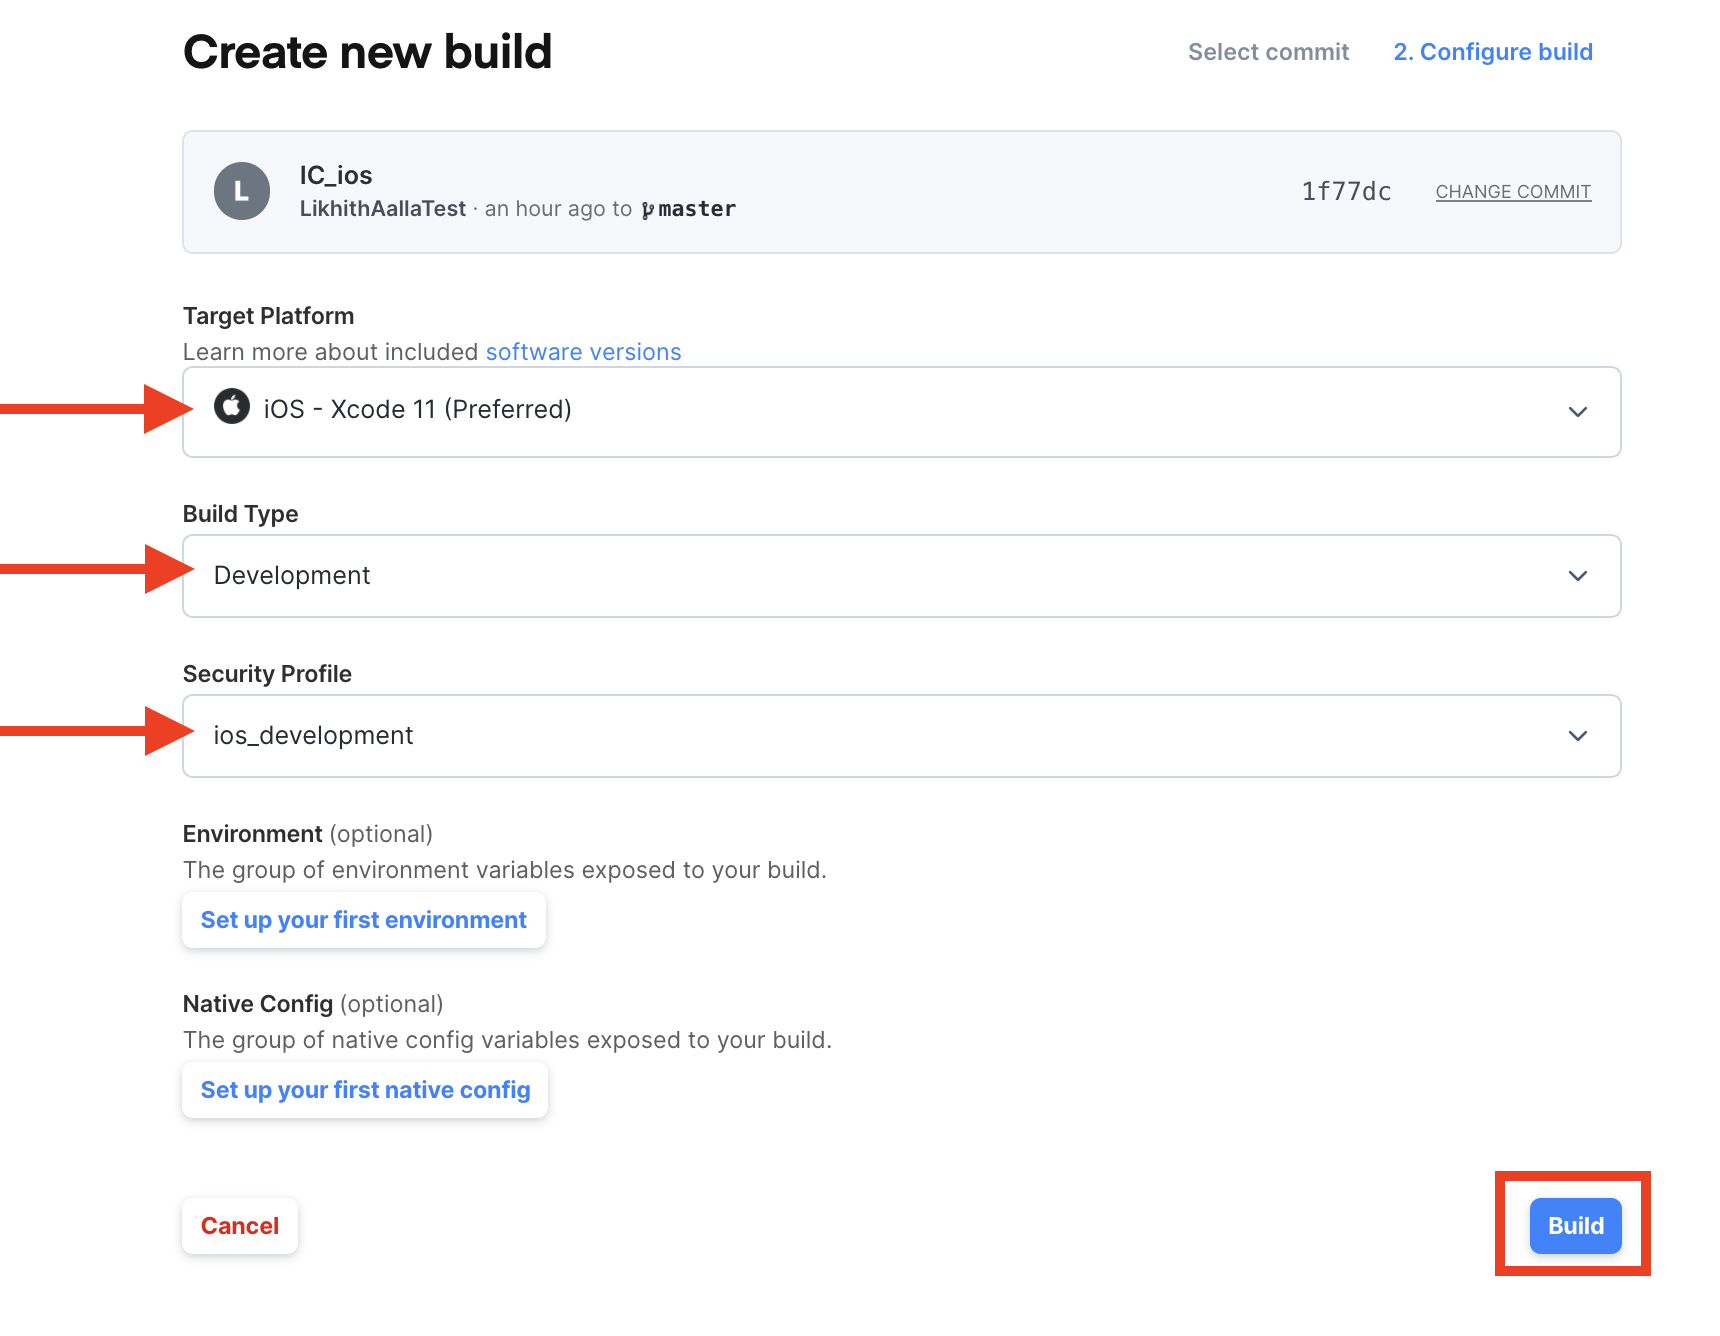 Create new build
Select commit
2. Configure build
L
IC_ios
LikhithAallaTest · an hour ago to master
1f77dc
CHANGE COMMIT
Target Platform
Learn more about included software versions
iOS - Xcode 11 (Preferred)
Build Type
Development
Security Profile
ios_development
Environment (optional)
The group of environment variables exposed to your build.
Set up your first environment
Native Config (optional)
The group of native config variables exposed to your build.
Set up your first native config
Cancel
Build